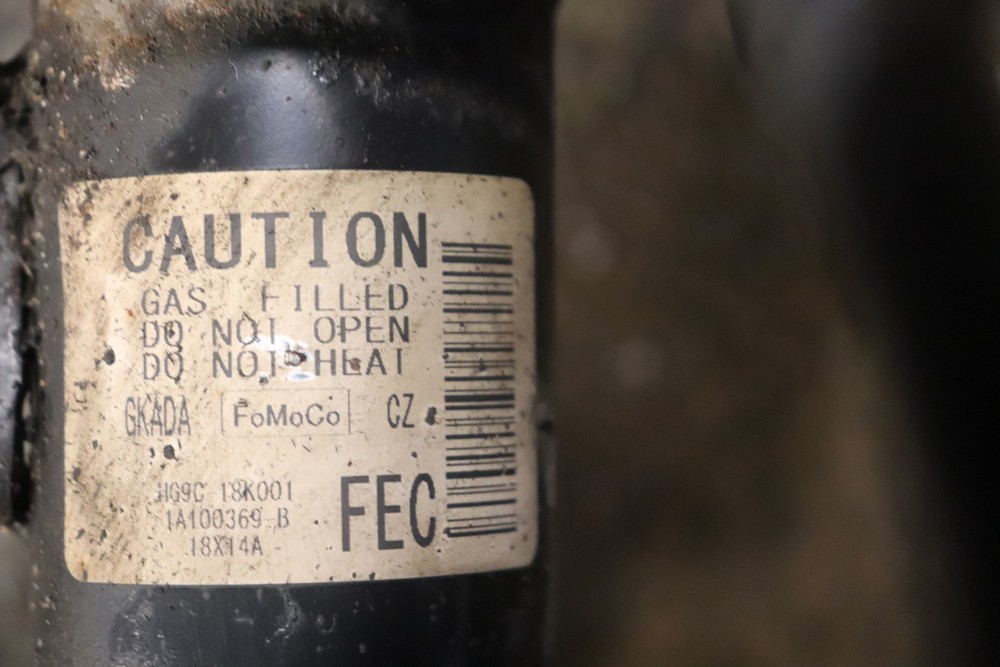 CAUTION
GAS FILLED
DO NOT OPEN
DO NOT HEAT
GKADA FoMoCo CZ
HG9C 18K001
1A100369 B
18X14A
FEC